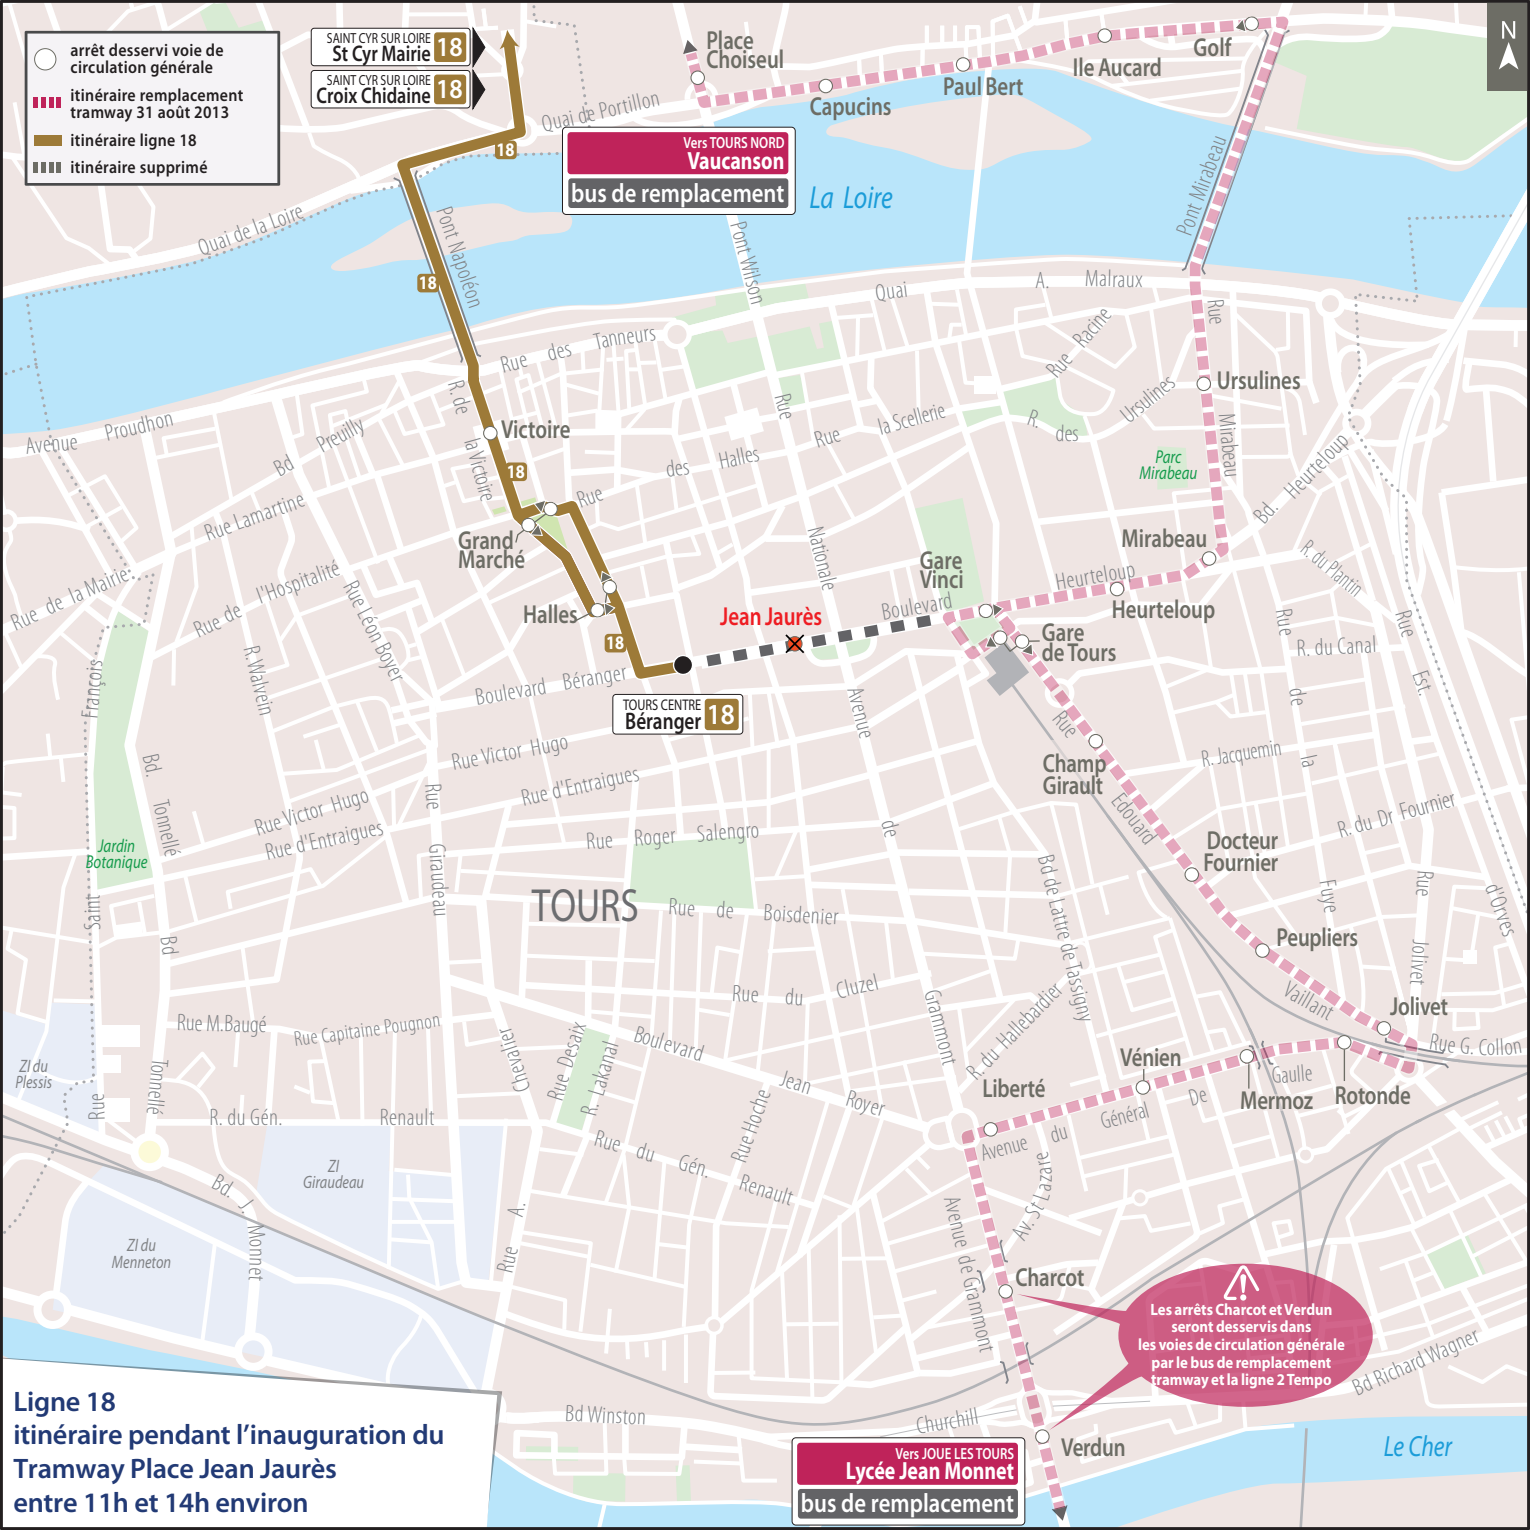 arrêt desservi voie de
circulation générale
itinéraire remplacement
tramway 31 août 2013
itinéraire ligne 18
itinéraire supprimé
SAINT CYR SUR LOIRE
St Cyr Mairie 18
SAINT CYR SUR LOIRE
Croix Chidaine 18
Place
Choiseul
Capucins
Paul Bert
Ile Aucard
Golf
N
Quai de Portillon
18
Vers TOURS NORD
Vaucanson
bus de remplacement
La Loire
Pont Mirabeau
Quai de la Loire
Pont Napoléon
18
Pont Wilson
Quai A. Malraux
Rue des Tanneurs
Rue Racine
Rue
Mirabeau
Ursulines
R. des Ursulines
Avenue Proudhon
Bd Preuilly
R. de
la Victoire
Victoire
18
Rue des Halles
Rue la Scellerie
Rue
Nationale
Parc
Mirabeau
Bd. Heurteloup
Rue Lamartine
Grand
Marché
Mirabeau
Gare
Vinci
Boulevard Heurteloup
Heurteloup
R. du Plantin
Rue de la Mairie
Rue de l'Hospitalité
Rue Léon Boyer
Halles
18
Jean Jaurès
Gare
de Tours
R. du Canal
Rue de la Fuye
Rue Est.
R. Walvein
Boulevard Béranger
TOURS CENTRE
Béranger 18
Rue Saint François
Bd. Tonnellé
Avenue de Grammont
Rue Edouard Vaillant
Champ
Girault
R. Jacquemin
Rue Victor Hugo
Rue d'Entraigues
Rue Victor Hugo
Rue d'Entraigues
Rue Giraudeau
Rue Roger Salengro
R. du Dr Fournier
Docteur
Fournier
Jardin
Botanique
TOURS
Rue de Boisdenier
Bd de Lattre de Tassigny
Rue Jolivet
d'Orves
Peupliers
Bd Tonnellé
Rue du Cluzel
Jolivet
Rue G. Collon
Rue M.Baugé
Rue Capitaine Pougnon
Chevalier
Rue Desaix
R. Lakanal
Boulevard Jean Royer
R. du Hallebardier
ZI du
Plessis
Vénien
Liberté
Mermoz
Rotonde
Avenue du Général De Gaulle
R. du Gén. Renault
Rue du Gén. Renault
Rue Hoche
ZI
Giraudeau
Av. St Lazare
Bd. J. Monnet
ZI du
Menneton
Rue A.
Avenue de Grammont
Charcot
Les arrêts Charcot et Verdun
seront desservis dans
les voies de circulation générale
par le bus de remplacement
tramway et la ligne 2 Tempo
Bd Richard Wagner
Bd Winston Churchill
Verdun
Le Cher
Vers JOUE LES TOURS
Lycée Jean Monnet
bus de remplacement
Ligne 18
itinéraire pendant l'inauguration du
Tramway Place Jean Jaurès
entre 11h et 14h environ